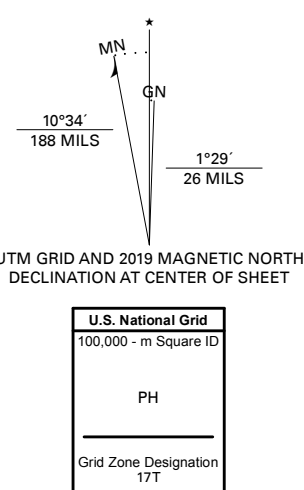 ★
MN
GN
10°34´
188 MILS
1°29´
26 MILS
UTM GRID AND 2019 MAGNETIC NORTH
DECLINATION AT CENTER OF SHEET
U.S. National Grid
100,000 - m Square ID
PH
Grid Zone Designation
17T